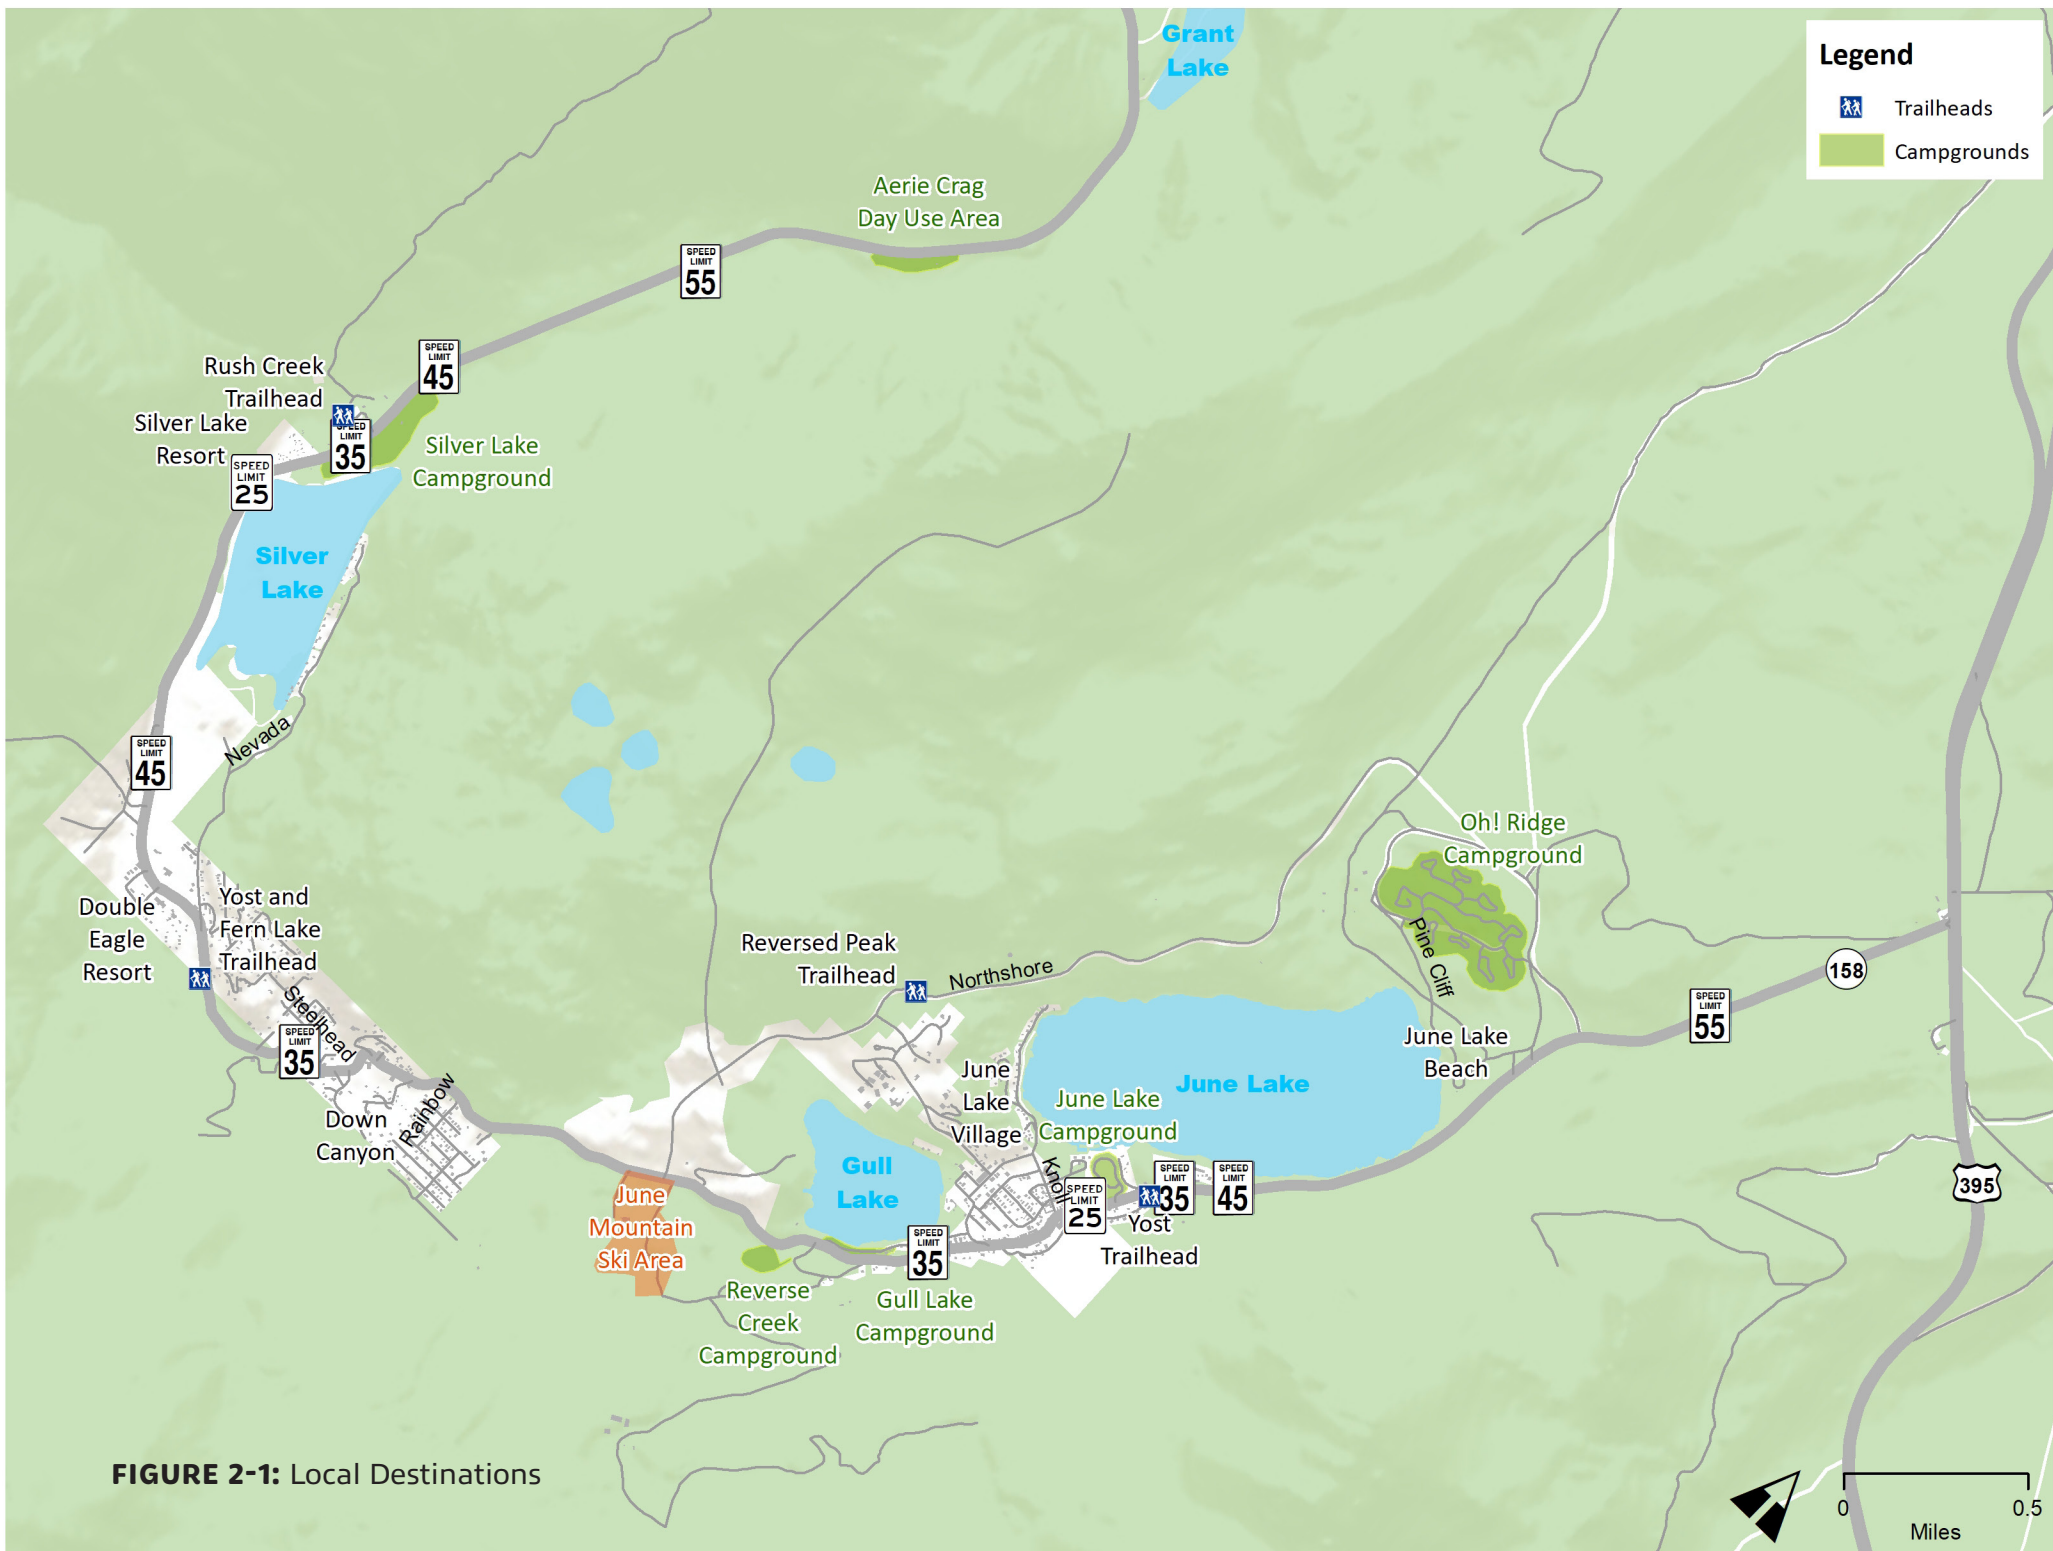 Grant
Lake
Legend
Trailheads
Campgrounds
Aerie Crag
Day Use Area
SPEED
LIMIT
55
SPEED
LIMIT
45
Rush Creek
Trailhead
SPEED
LIMIT
35
Silver Lake
Resort
SPEED
LIMIT
25
Silver Lake
Campground
Silver
Lake
Nevada
SPEED
LIMIT
45
Oh! Ridge
Campground
Pine Cliff
Double
Eagle
Resort
Yost and
Fern Lake
Trailhead
Reversed Peak
Trailhead
Northshore
158
Steelhead
SPEED
LIMIT
35
SPEED
LIMIT
55
June Lake
Beach
June Lake
June
Lake
Village
June Lake
Campground
Down
Canyon
Rainbow
Gull
Lake
Knoll
SPEED
LIMIT
25
SPEED
LIMIT
35
SPEED
LIMIT
45
395
June
Mountain
Ski Area
Yost
Trailhead
SPEED
LIMIT
35
Reverse
Creek
Campground
Gull Lake
Campground
FIGURE 2-1: Local Destinations
0 0.5
Miles